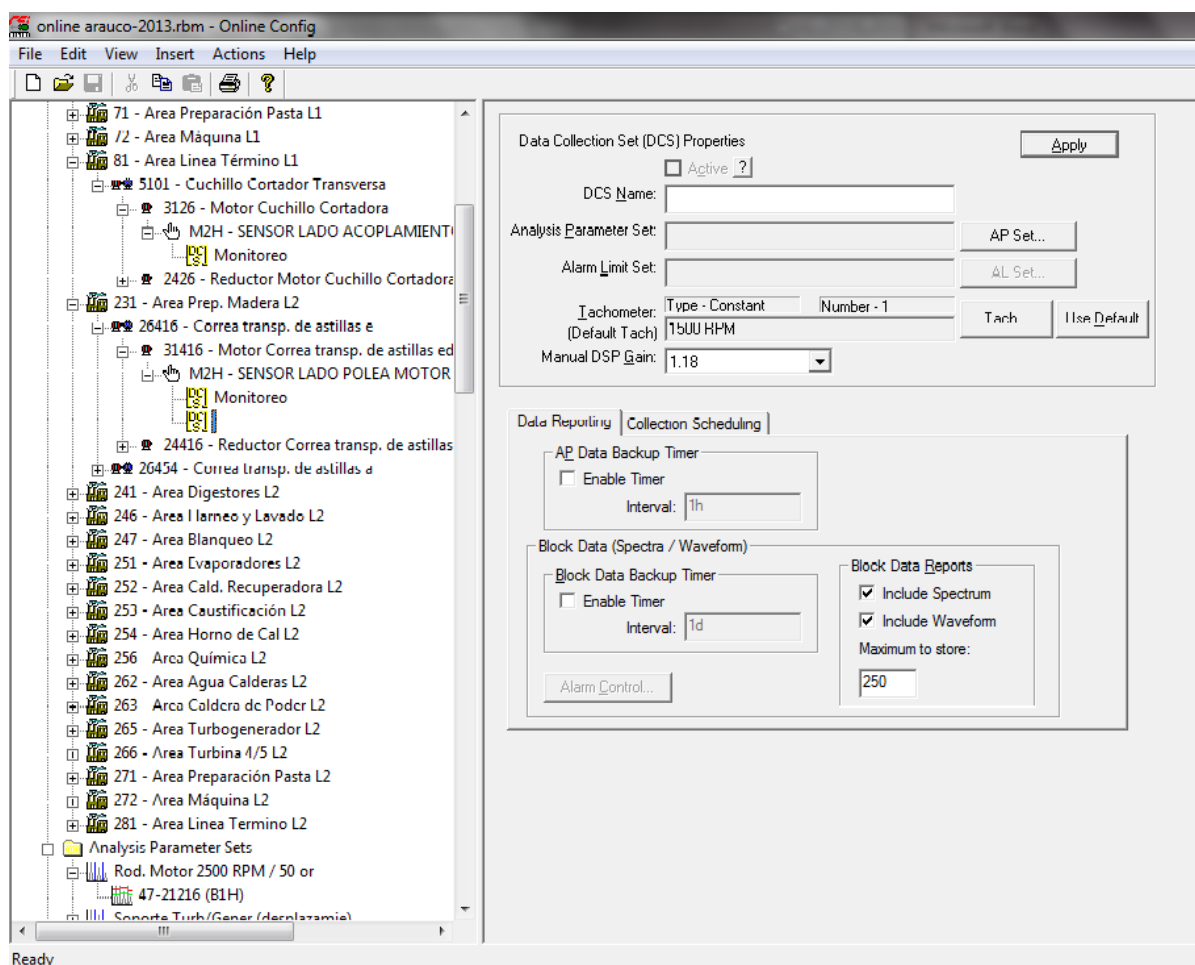 online arauco-2013.rbm - Online Config
File Edit View Insert Actions Help
71 - Area Preparación Pasta L1
72 - Area Máquina L1
81 - Area Linea Término L1
5101 - Cuchillo Cortador Transversa
3126 - Motor Cuchillo Cortadora
M2H - SENSOR LADO ACOPLAMIENT
Monitoreo
2426 - Reductor Motor Cuchillo Cortadora
231 - Area Prep. Madera L2
26416 - Correa transp. de astillas e
31416 - Motor Correa transp. de astillas ed
M2H - SENSOR LADO POLEA MOTOR
Monitoreo
24416 - Reductor Correa transp. de astillas
26454 - Correa transp. de astillas a
241 - Area Digestores L2
246 - Area Harneo y Lavado L2
247 - Area Blanqueo L2
251 - Area Evaporadores L2
252 - Area Cald. Recuperadora L2
253 - Area Caustificación L2
254 - Area Horno de Cal L2
256 - Area Química L2
262 - Area Agua Calderas L2
263 - Area Caldera de Poder L2
265 - Area Turbogenerador L2
266 - Area Turbina 4/5 L2
271 - Area Preparación Pasta L2
272 - Area Máquina L2
281 - Area Linea Termino L2
Analysis Parameter Sets
Rod. Motor 2500 RPM / 50 or
47-21216 (B1H)
Soporte Turb/Gener (desplazamie)
Ready
Data Collection Set (DCS) Properties
Apply
Active ?
DCS Name:
Analysis Parameter Set: AP Set...
Alarm Limit Set: AL Set...
Tachometer: Type - Constant Number - 1
(Default Tach) 1500 RPM Tach Use Default
Manual DSP Gain: 1.18
Data Reporting Collection Scheduling
AP Data Backup Timer
Enable Timer
Interval: 1h
Block Data (Spectra / Waveform)
Block Data Backup Timer
Enable Timer
Interval: 1d
Alarm Control...
Block Data Reports
Include Spectrum
Include Waveform
Maximum to store:
250